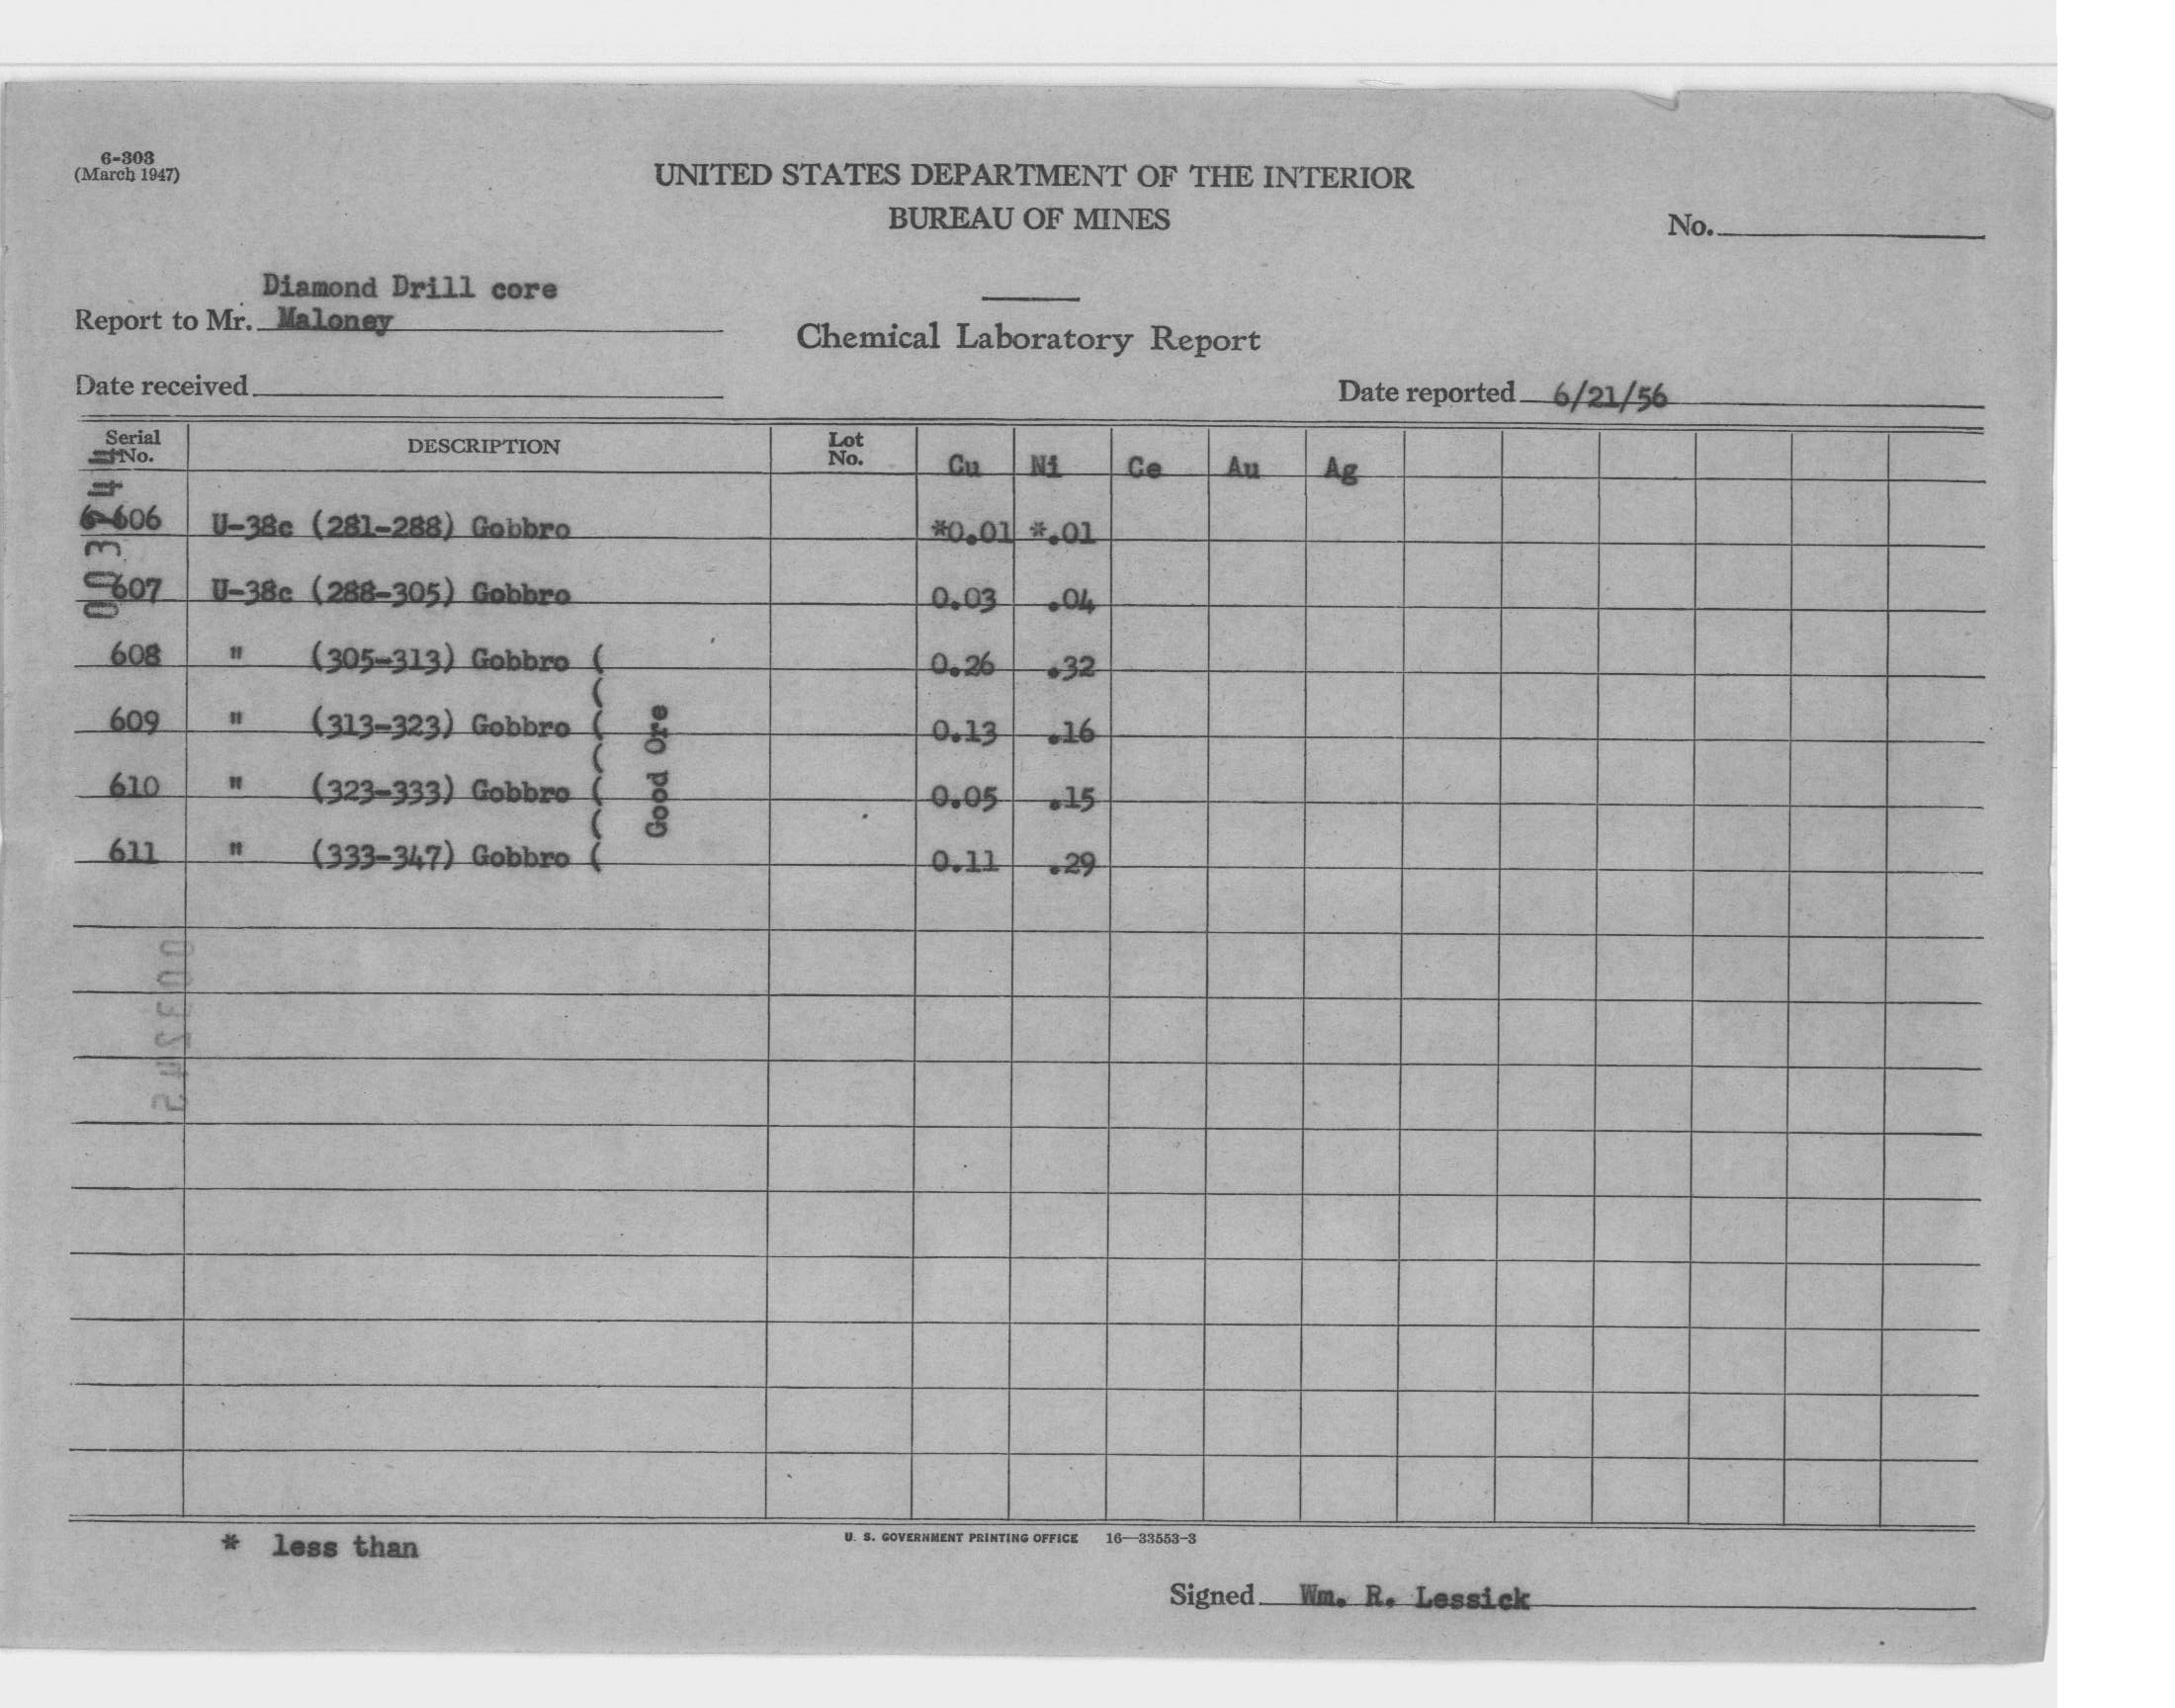 6-303
(March 1947)
UNITED STATES DEPARTMENT OF THE INTERIOR
BUREAU OF MINES
No.
Diamond Drill core
Report to Mr. Maloney
Chemical Laboratory Report
Date received
Date reported 6/21/56
Serial No. DESCRIPTION Lot No. Cu Ni Ce Au Ag
606 U-38c (281-288) Gobbro *0.01 *.01
607 U-38c (288-305) Gobbro 0.03 .04
608 " (305-313) Gobbro ( 0.26 .32
(
609 " (313-323) Gobbro ( 0.13 .16
(
610 " (323-333) Gobbro ( 0.05 .15
(
611 " (333-347) Gobbro ( 0.11 .29
Good Ore
* less than
U. S. GOVERNMENT PRINTING OFFICE 16—33553-3
Signed Wm. R. Lessick